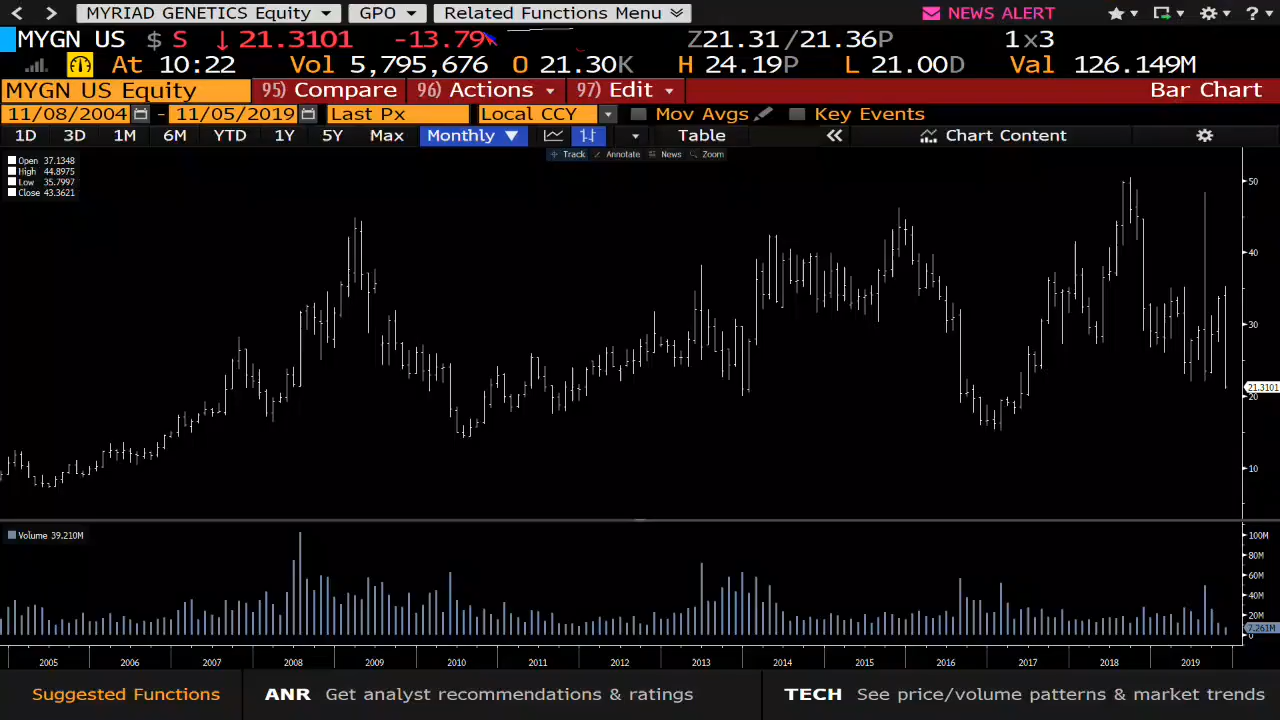 MYRIAD GENETICS Equity GPO Related Functions Menu NEWS ALERT ?
MYGN US $ S ↓ 21.3101 -13.79 Z21.31/21.36P 1x3
At 10:22 Vol 5,795,676 O 21.30K H 24.19P L 21.00D Val 126.149M
MYGN US Equity 95) Compare 96) Actions 97) Edit Bar Chart
11/08/2004 - 11/05/2019 Last Px Local CCY Mov Avgs Key Events
1D 3D 1M 6M YTD 1Y 5Y Max Monthly ▼ Table « Chart Content
Track Annotate News Zoom
Open 37.1348
High 44.8975
Low 35.7997
Close 43.3621
50
40
30
21.3101
20
10
Volume 39.210M
100M
80M
60M
40M
20M
7.261M
0
2005 2006 2007 2008 2009 2010 2011 2012 2013 2014 2015 2016 2017 2018 2019
Suggested Functions ANR Get analyst recommendations & ratings TECH See price/volume patterns & market trends